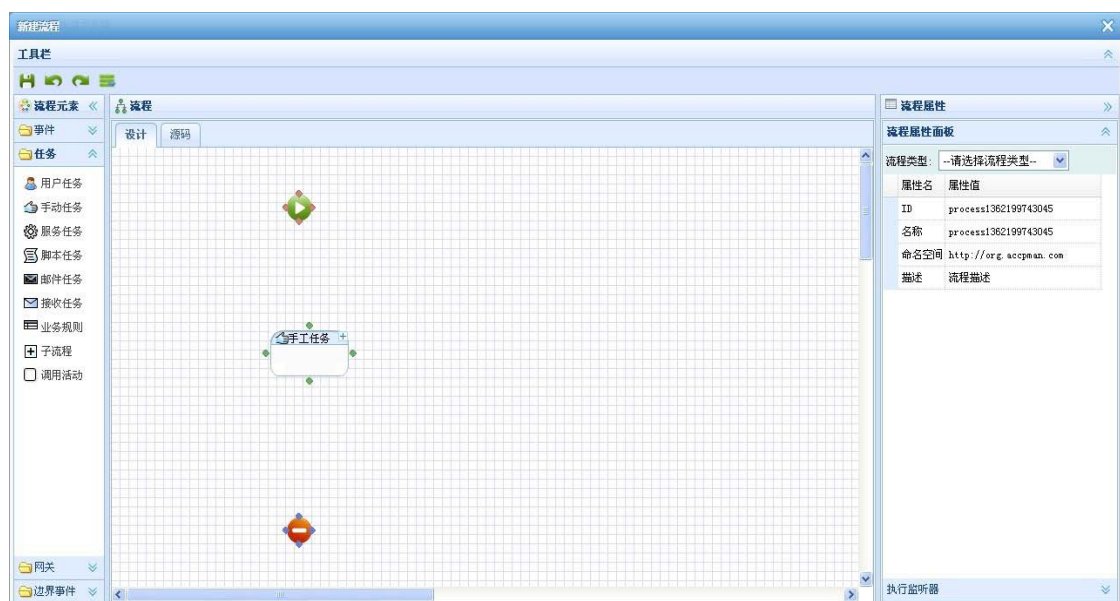 新建流程
工具栏
流程元素
流程
流程属性
事件
设计
源码
流程属性面板
任务
流程类型: --请选择流程类型--
用户任务
属性名 属性值
手动任务
ID process1362199743045
服务任务
名称 process1362199743045
脚本任务
命名空间 http://org.accpman.com
邮件任务
描述 流程描述
接收任务
业务规则
手工任务
子流程
调用活动
网关
边界事件
执行监听器